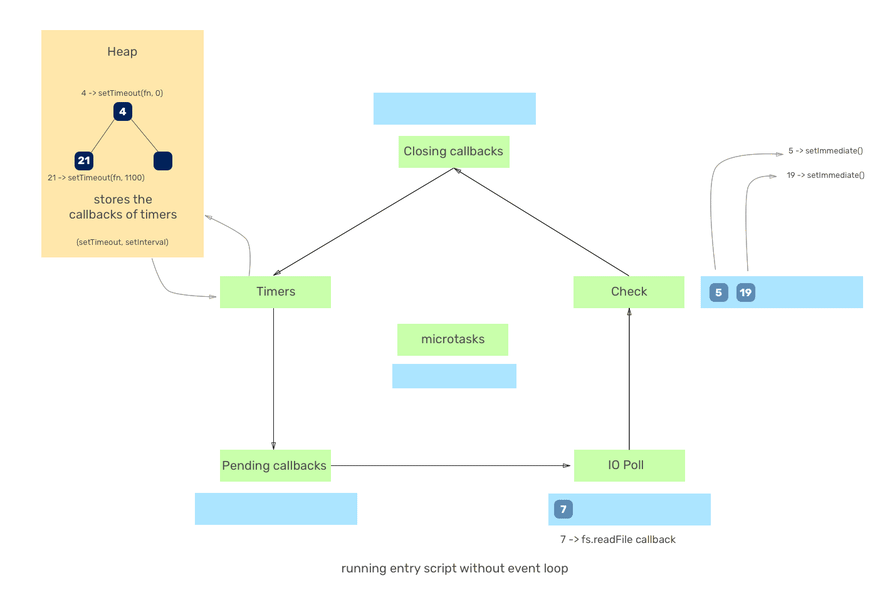 Heap
4 -> setTimeout(fn, 0)
4
21
21 -> setTimeout(fn, 1100)
stores the
callbacks of timers
(setTimeout, setInterval)
Closing callbacks
5 -> setImmediate()
19 -> setImmediate()
Timers
Check
5 19
microtasks
Pending callbacks
IO Poll
7
7 -> fs.readFile callback
running entry script without event loop